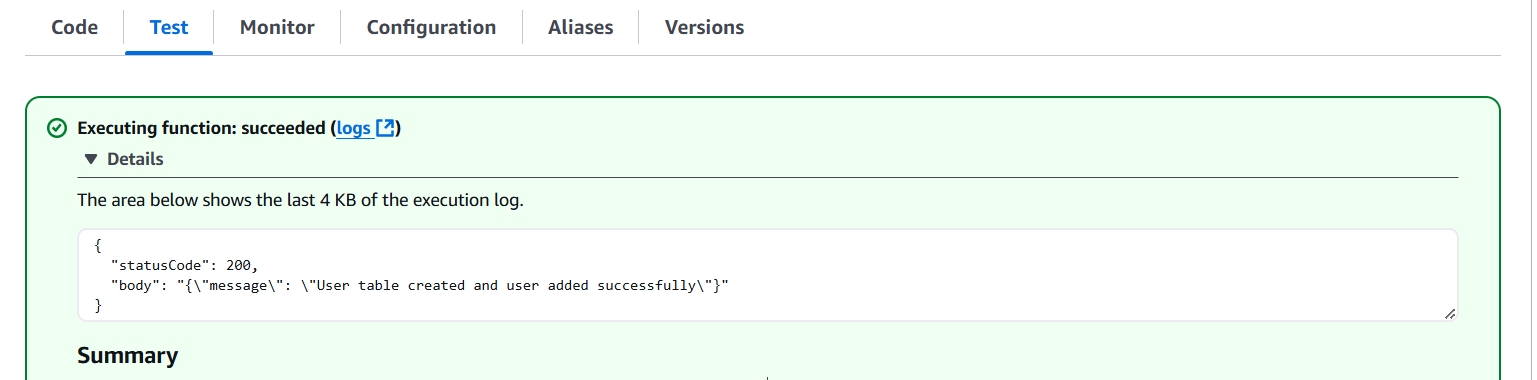 Code Test Monitor Configuration Aliases Versions
Executing function: succeeded (logs)
Details
The area below shows the last 4 KB of the execution log.
{
  "statusCode": 200,
  "body": "{\"message\": \"User table created and user added successfully\"}"
}
Summary